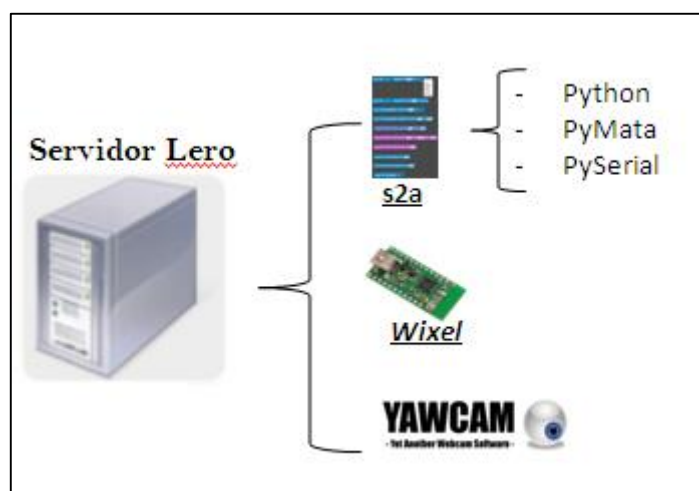 Servidor Lero
s2a
- Python
- PyMata
- PySerial
Wixel
YAWCAM
- Yet Another Webcam Software -